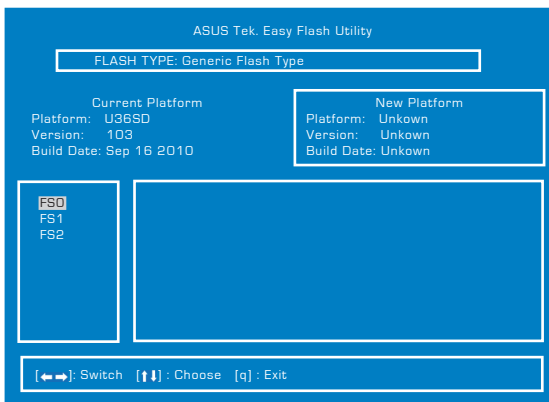 ASUS Tek. Easy Flash Utility
FLASH TYPE: Generic Flash Type
Current Platform
Platform: U36SD
Version: 103
Build Date: Sep 16 2010
New Platform
Platform: Unkown
Version: Unkown
Build Date: Unkown
FS0
FS1
FS2
[←→]: Switch [↑↓] : Choose [q] : Exit